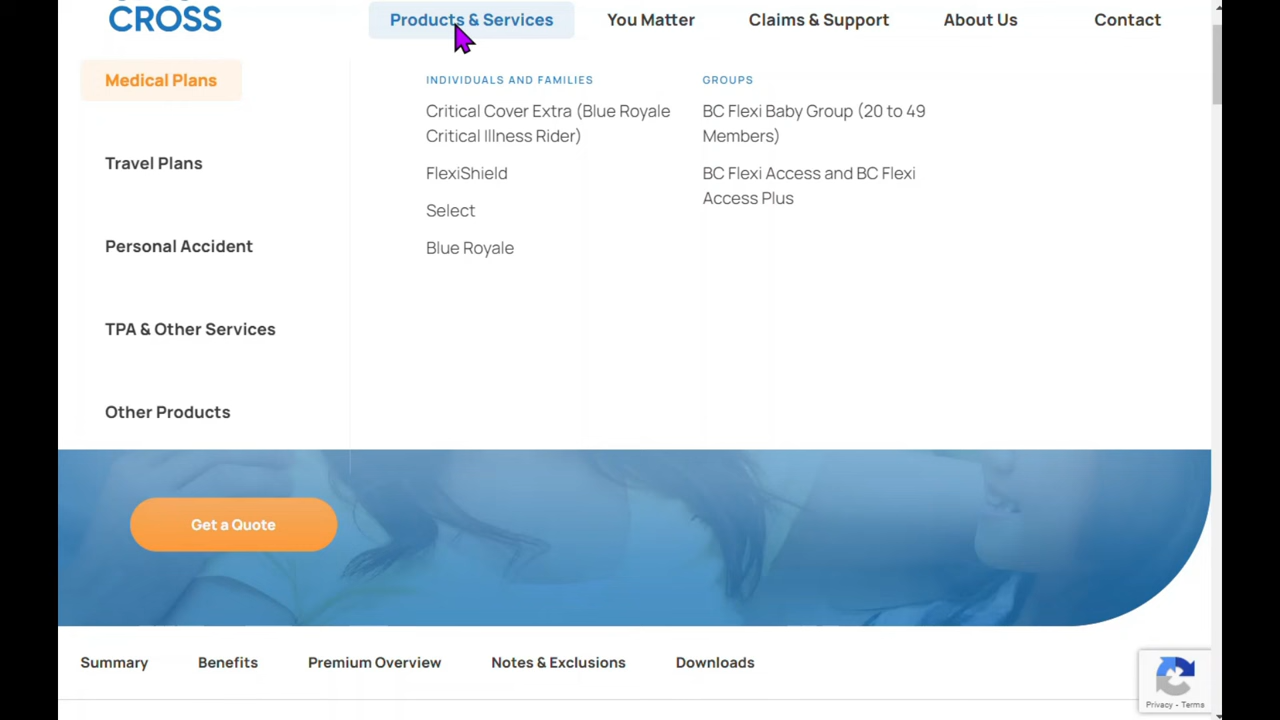 CROSS
Products & Services
You Matter
Claims & Support
About Us
Contact
Medical Plans
Travel Plans
Personal Accident
TPA & Other Services
Other Products
INDIVIDUALS AND FAMILIES
Critical Cover Extra (Blue Royale
Critical Illness Rider)
FlexiShield
Select
Blue Royale
GROUPS
BC Flexi Baby Group (20 to 49
Members)
BC Flexi Access and BC Flexi
Access Plus
Get a Quote
Summary
Benefits
Premium Overview
Notes & Exclusions
Downloads
Privacy - Terms